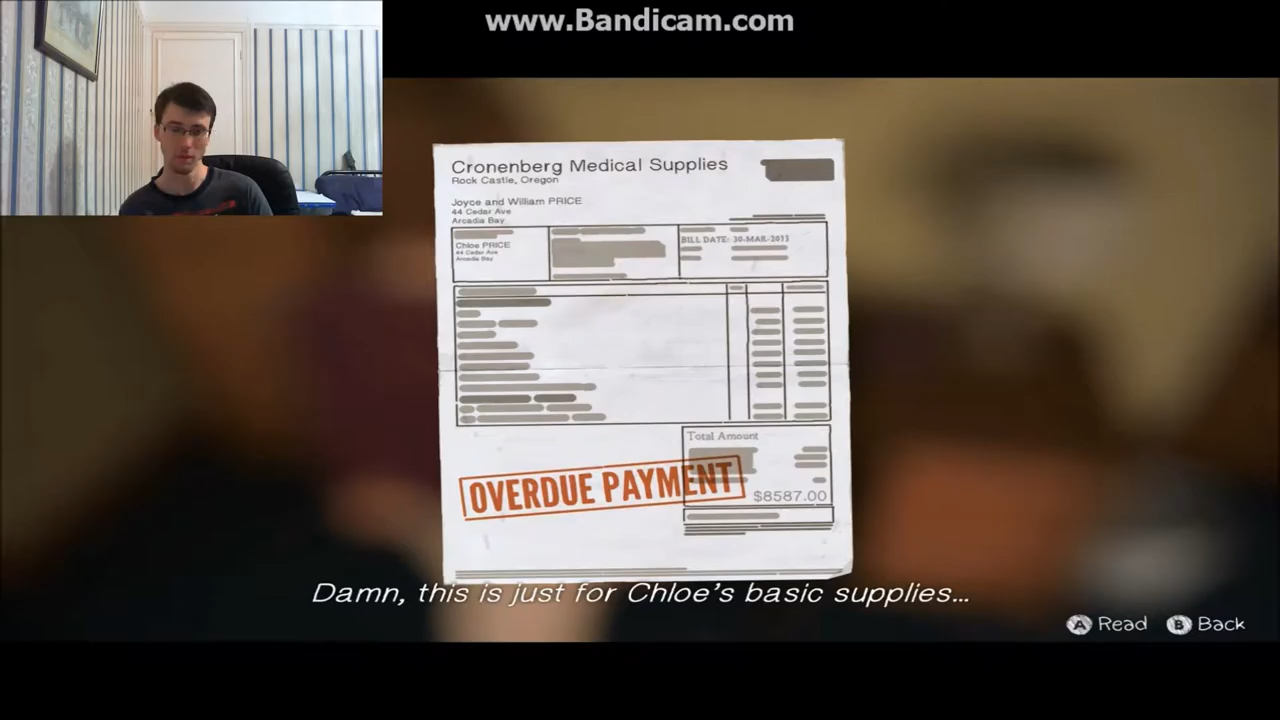 www.Bandicam.com
Cronenberg Medical Supplies
Rock Castle, Oregon
Joyce and William PRICE
44 Cedar Ave
Arcadia Bay
Chloe PRICE
44 Cedar Ave
Arcadia Bay
BILL DATE: 30-MAR-2013
Total Amount
OVERDUE PAYMENT
$8587.00
Damn, this is just for Chloe's basic supplies...
A Read B Back